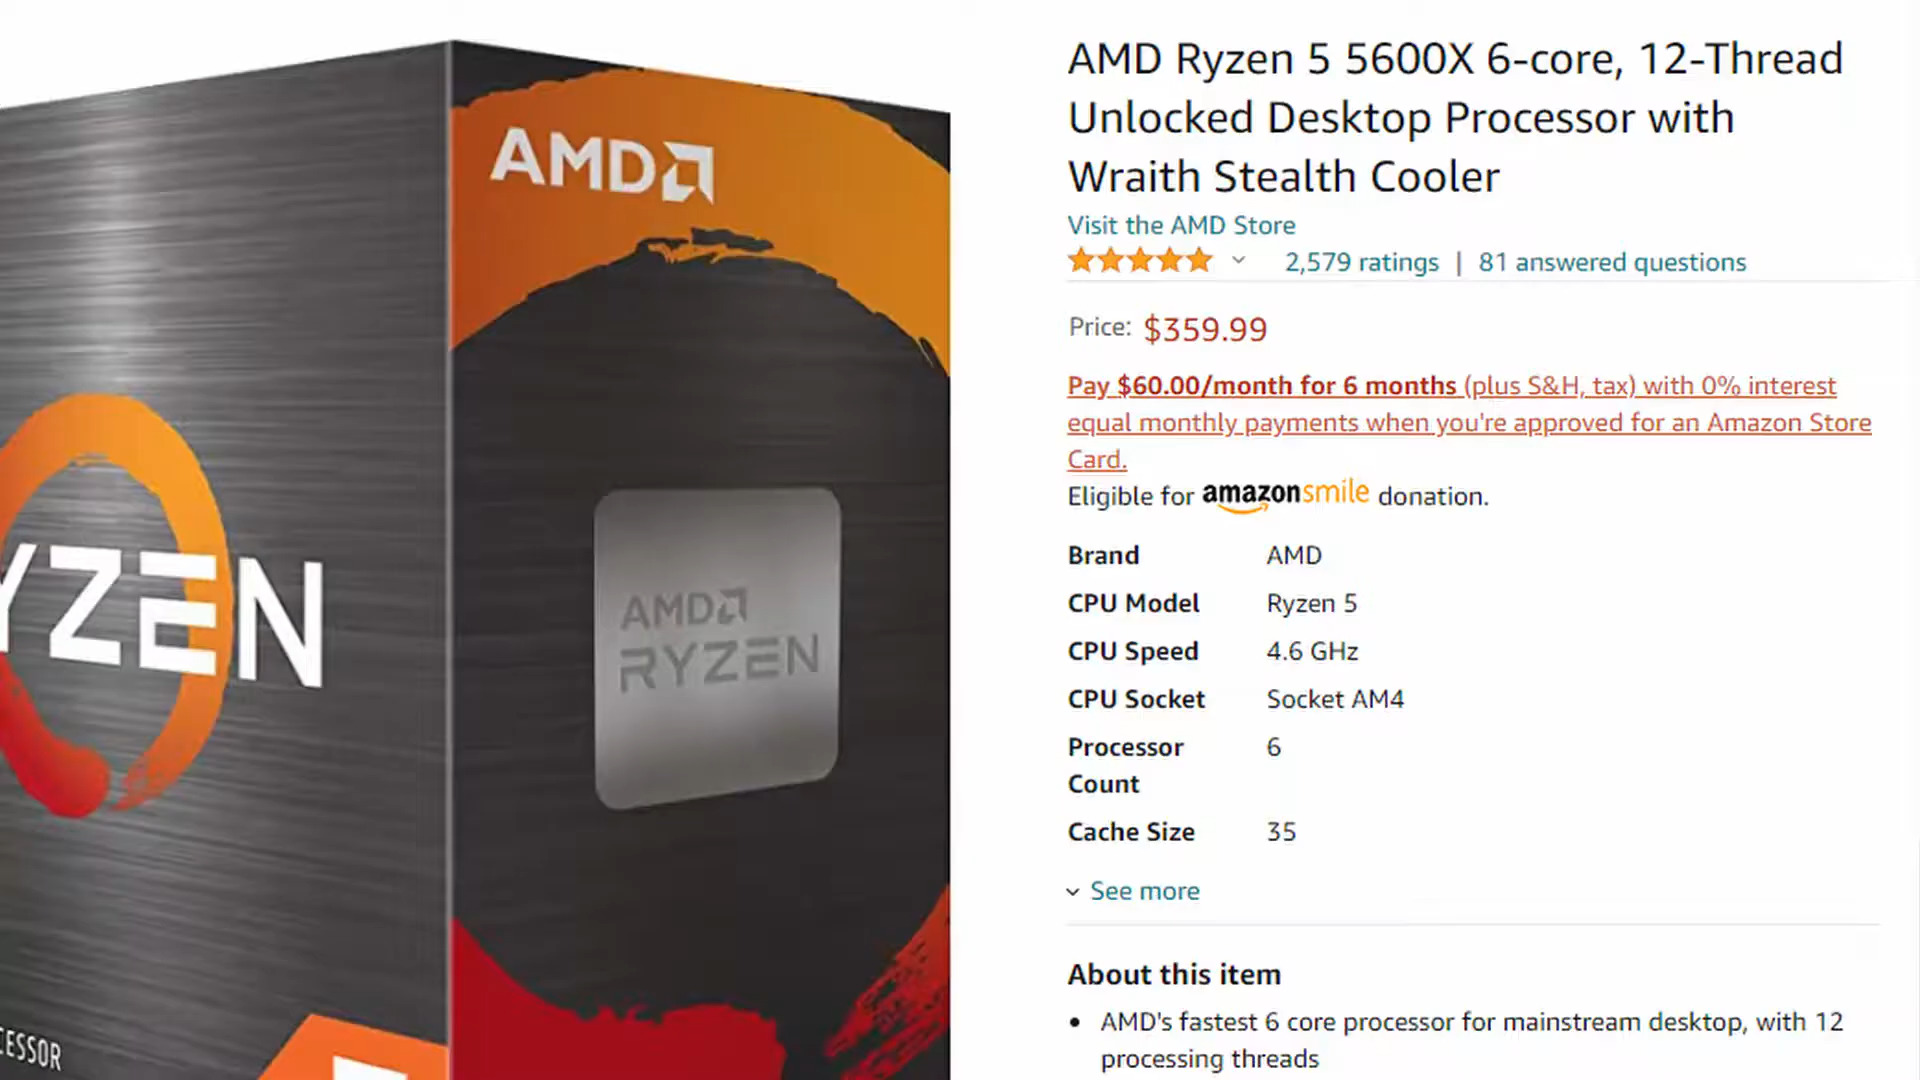 AMD
YZEN
AMD
RYZEN
CESSOR
AMD Ryzen 5 5600X 6-core, 12-Thread
Unlocked Desktop Processor with
Wraith Stealth Cooler
Visit the AMD Store
2,579 ratings | 81 answered questions
Price: $359.99
Pay $60.00/month for 6 months (plus S&H, tax) with 0% interest
equal monthly payments when you're approved for an Amazon Store
Card.
Eligible for amazonsmile donation.
Brand AMD
CPU Model Ryzen 5
CPU Speed 4.6 GHz
CPU Socket Socket AM4
Processor 6
Count
Cache Size 35
See more
About this item
• AMD's fastest 6 core processor for mainstream desktop, with 12
processing threads